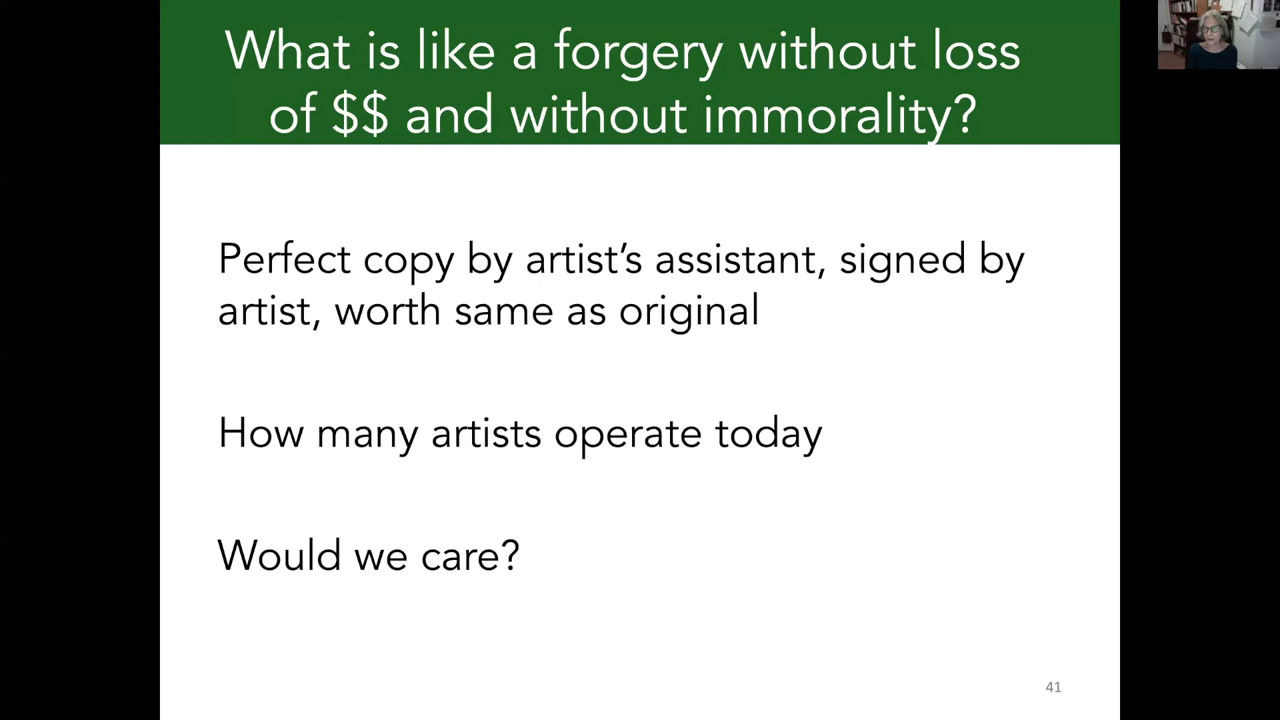 What is like a forgery without loss
of $$ and without immorality?
Perfect copy by artist’s assistant, signed by
artist, worth same as original
How many artists operate today
Would we care?
41